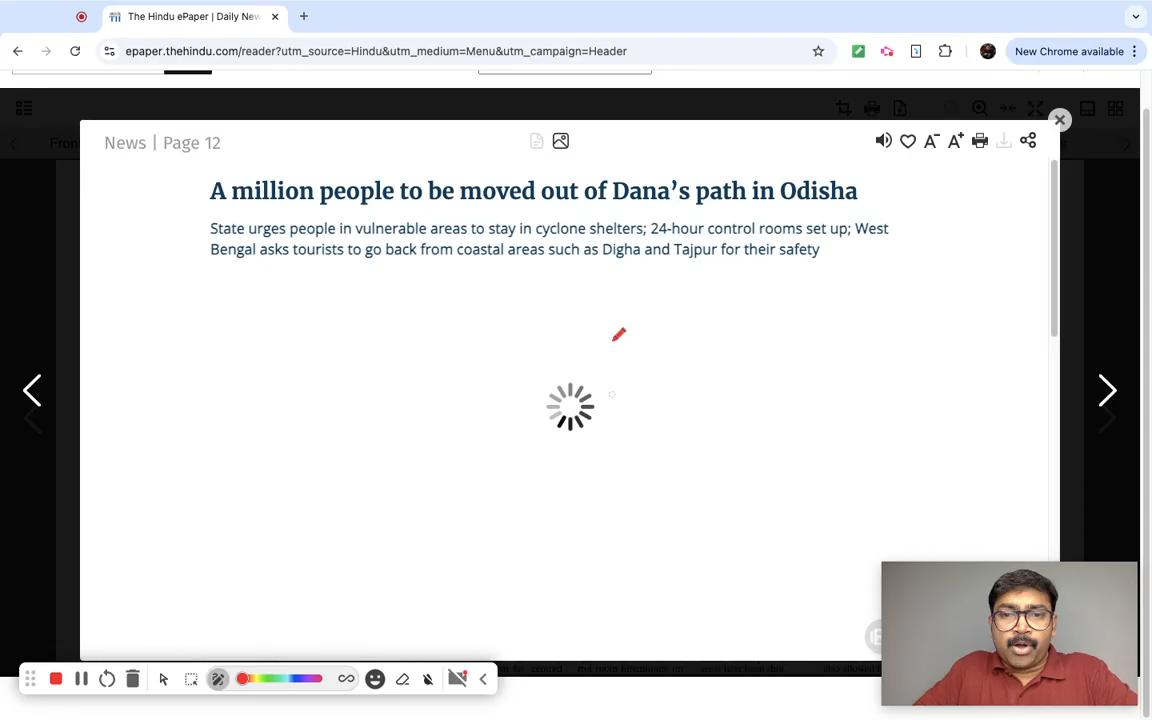 The Hindu ePaper | Daily New
epaper.thehindu.com/reader?utm_source=Hindu&utm_medium=Menu&utm_campaign=Header
New Chrome available
Fron
News | Page 12
A- A+
A million people to be moved out of Dana’s path in Odisha
State urges people in vulnerable areas to stay in cyclone shelters; 24-hour control rooms set up; West
Bengal asks tourists to go back from coastal areas such as Digha and Tajpur for their safety